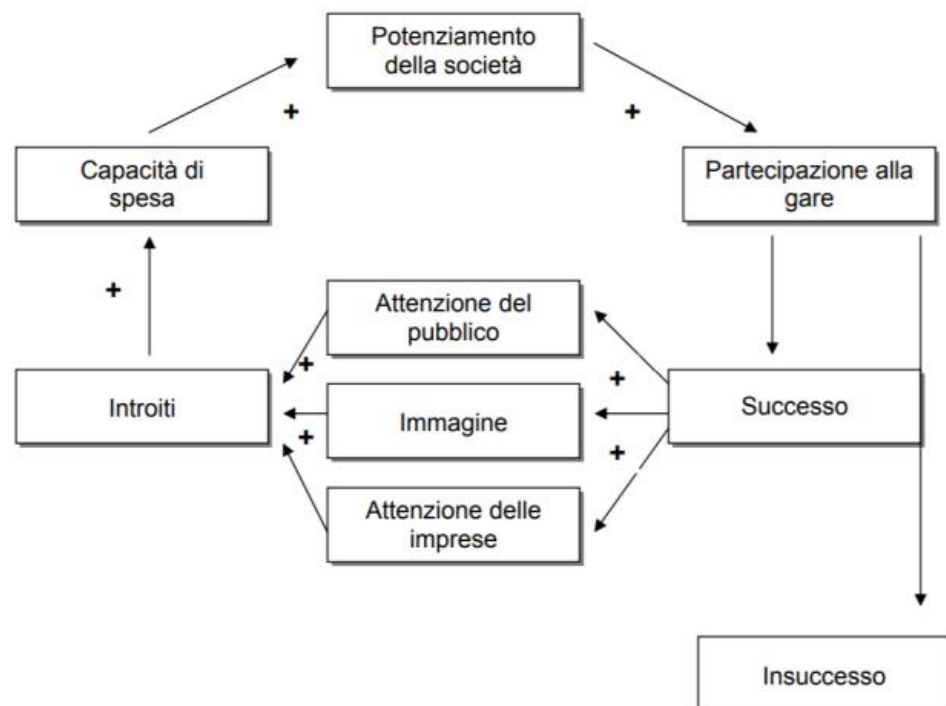 Potenziamento
della società
+
+
Capacità di
spesa
Partecipazione alla
gare
+
Attenzione del
pubblico
+
+
Introiti
Immagine
Successo
+
+
Attenzione delle
imprese
Insuccesso